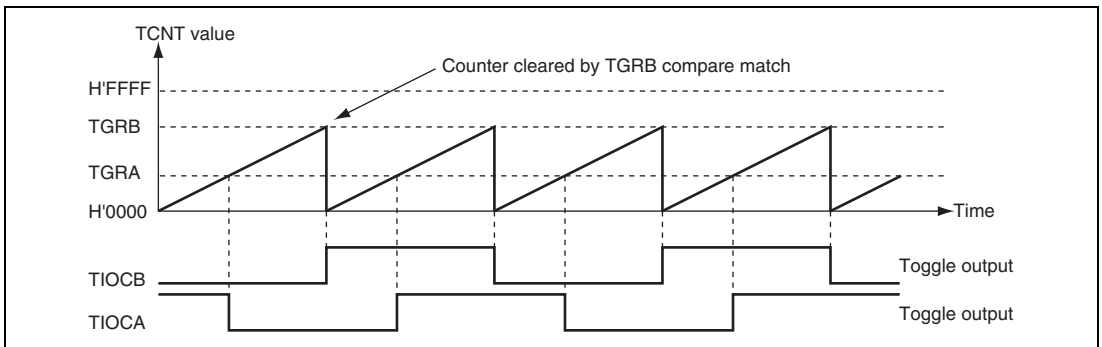 TCNT value
Counter cleared by TGRB compare match
H'FFFF
TGRB
TGRA
H'0000
Time
TIOCB
Toggle output
TIOCA
Toggle output